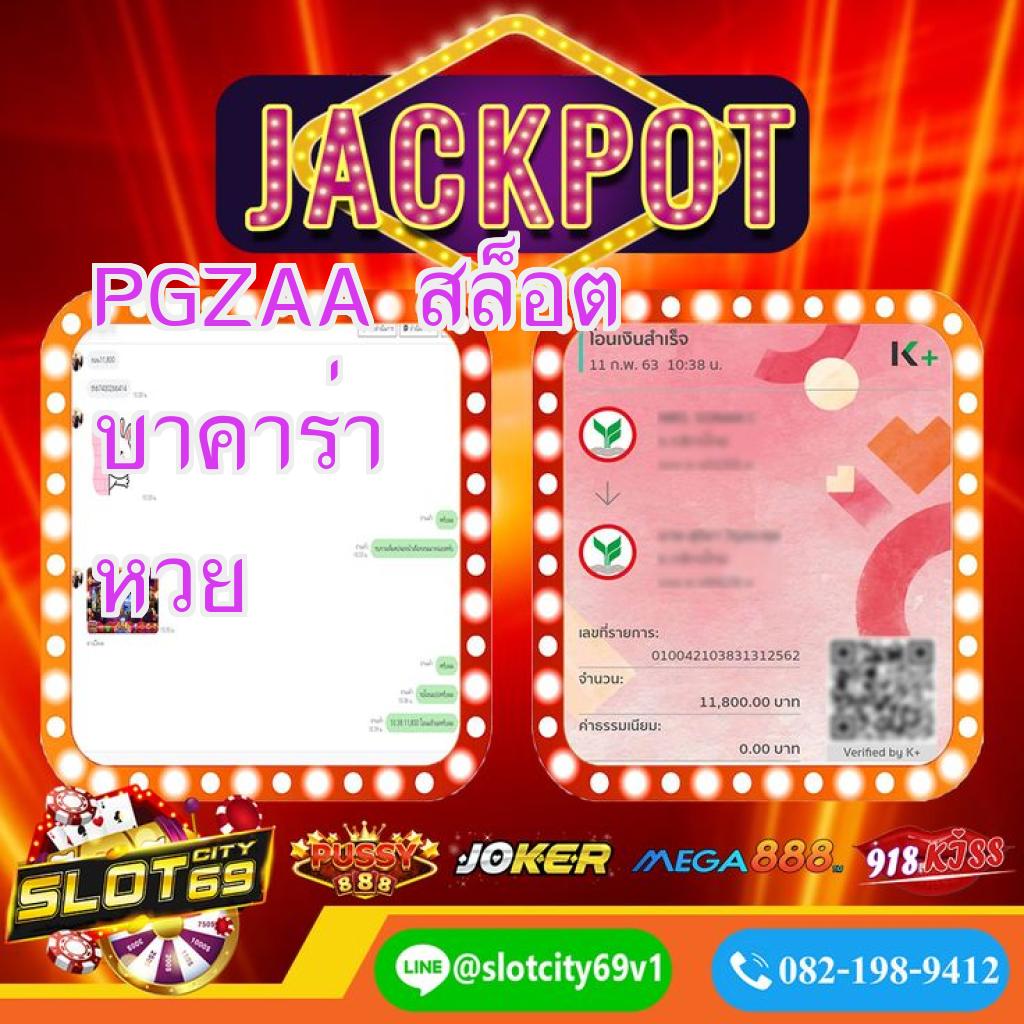 JACKPOT
PGZAA สล็อต
บาคาร่า
หวย
โอนเงินสำเร็จ
11 ก.พ. 63 10:38 น.
K+
เลขที่รายการ:
010042103831312562
จำนวน:
11,800.00 บาท
ค่าธรรมเนียม:
0.00 บาท
Verified by K+
SLOT CITY 69
PUSSY 888
JOKER
MEGA888
918KISS
LINE @slotcity69v1
082-198-9412